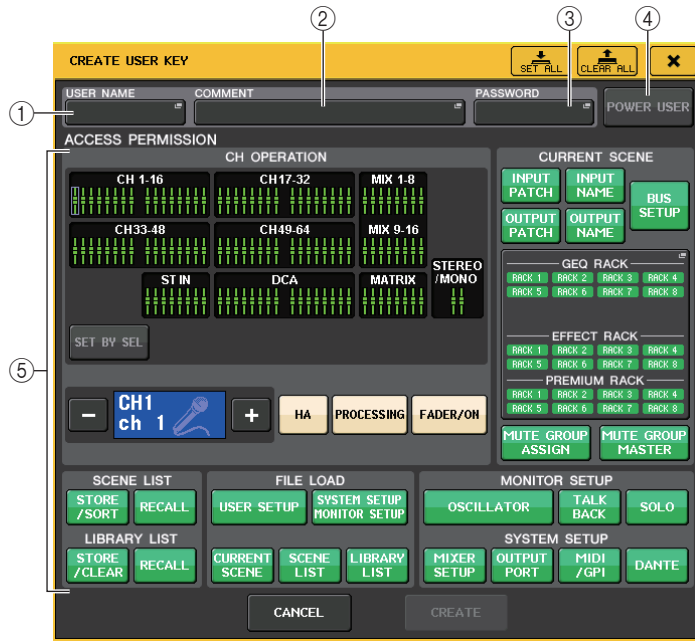 ① ② ③ ④ ⑤
CREATE USER KEY
SET ALL
CLEAR ALL
USER NAME
COMMENT
PASSWORD
POWER USER
ACCESS PERMISSION
CH OPERATION
CH 1-16
CH17-32
MIX 1-8
CH33-48
CH49-64
MIX 9-16
ST IN
DCA
MATRIX
STEREO
/MONO
SET BY SEL
CH1
ch 1
HA
PROCESSING
FADER/ON
CURRENT SCENE
INPUT
PATCH
INPUT
NAME
BUS
SETUP
OUTPUT
PATCH
OUTPUT
NAME
GEQ RACK
RACK 1 RACK 2 RACK 3 RACK 4
RACK 5 RACK 6 RACK 7 RACK 8
EFFECT RACK
RACK 1 RACK 2 RACK 3 RACK 4
RACK 5 RACK 6 RACK 7 RACK 8
PREMIUM RACK
RACK 1 RACK 2 RACK 3 RACK 4
RACK 5 RACK 6 RACK 7 RACK 8
MUTE GROUP
ASSIGN
MUTE GROUP
MASTER
SCENE LIST
STORE
/SORT
RECALL
LIBRARY LIST
STORE
/CLEAR
RECALL
FILE LOAD
USER SETUP
SYSTEM SETUP
MONITOR SETUP
CURRENT
SCENE
SCENE
LIST
LIBRARY
LIST
MONITOR SETUP
OSCILLATOR
TALK
BACK
SOLO
SYSTEM SETUP
MIXER
SETUP
OUTPUT
PORT
MIDI
/GPI
DANTE
CANCEL
CREATE